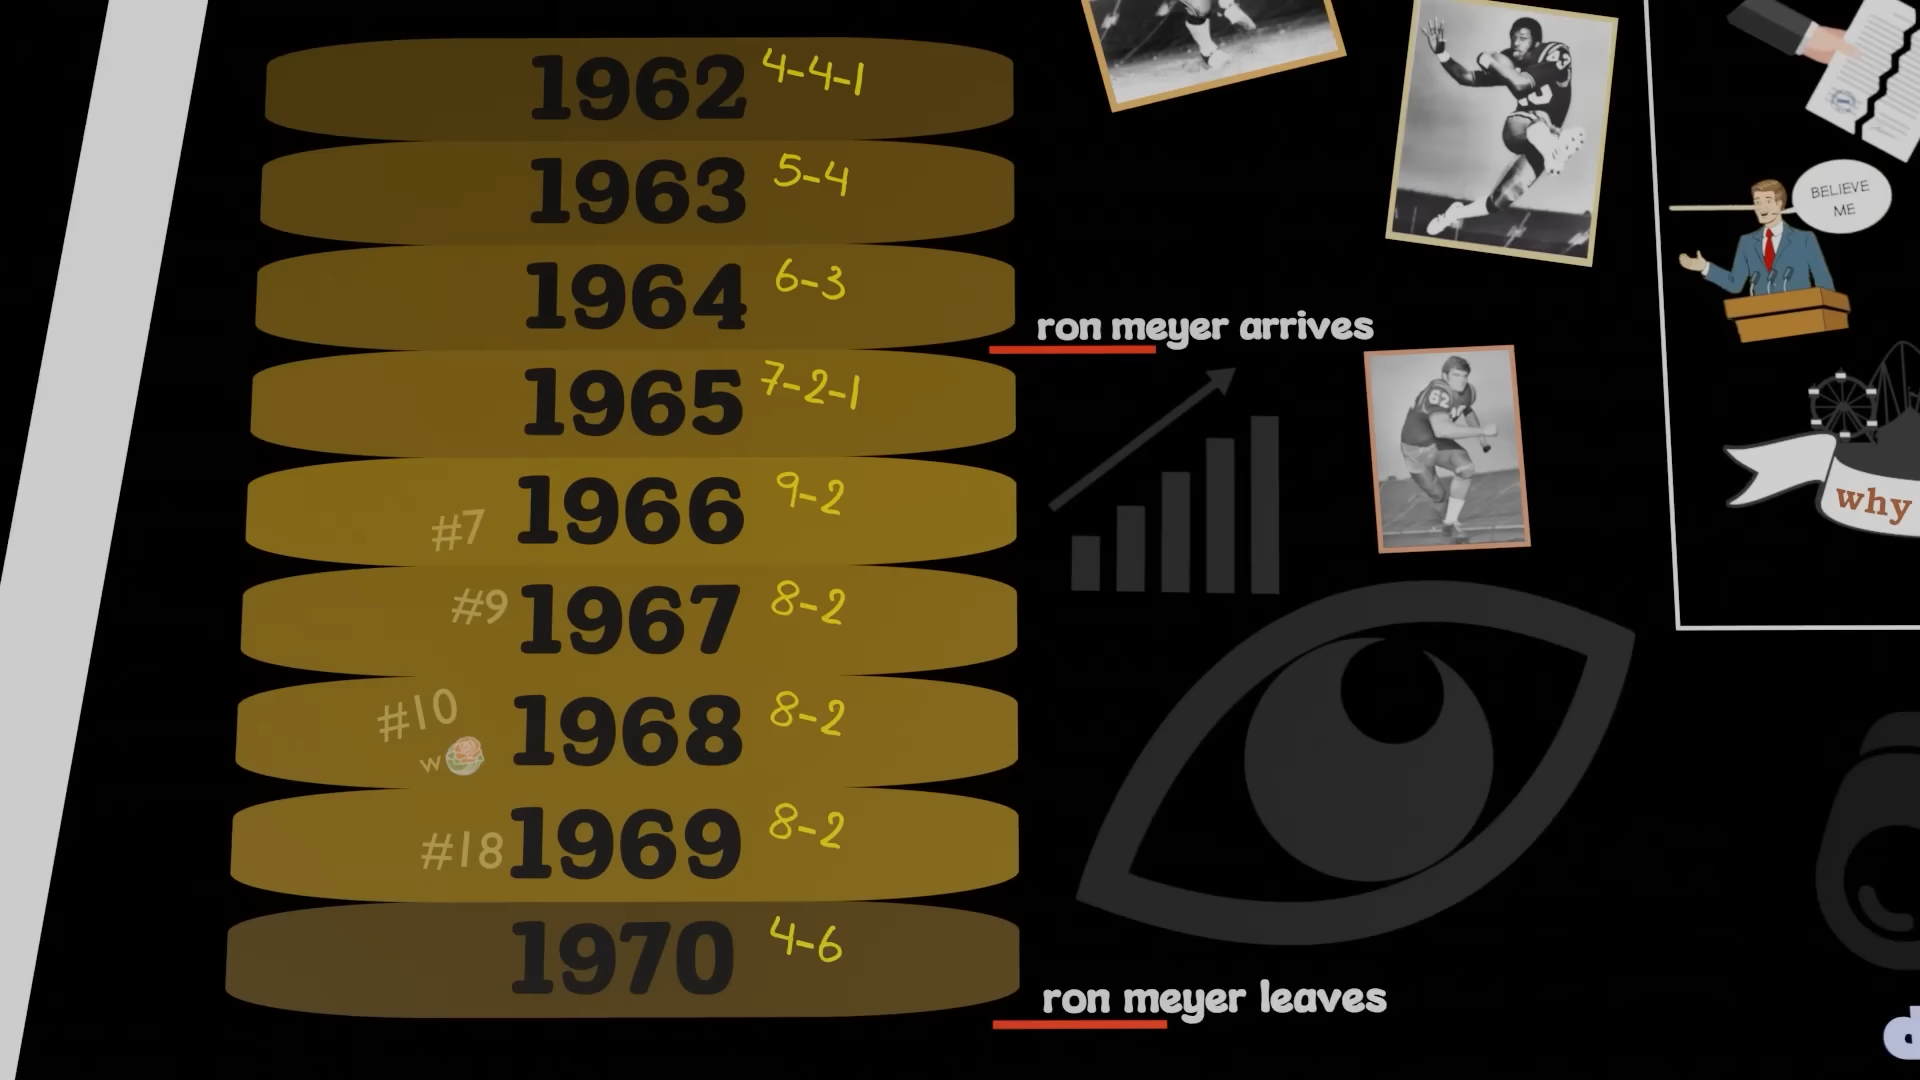 1962 4-4-1
1963 5-4
1964 6-3
ron meyer arrives
1965 7-2-1
#7 1966 9-2
#9 1967 8-2
#10 1968 8-2
w
#18 1969 8-2
1970 4-6
ron meyer leaves
BELIEVE
ME
62
why
d